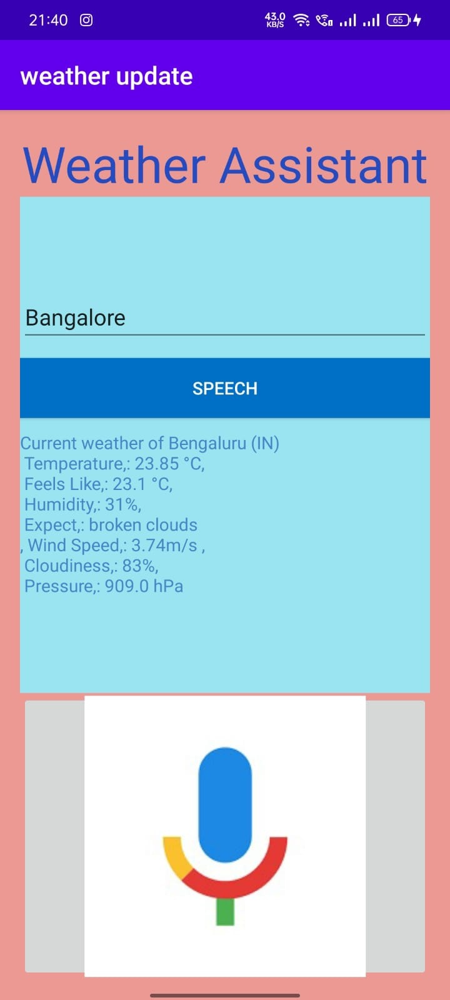 21:40
43.0
KB/S
65
weather update
Weather Assistant
Bangalore
SPEECH
Current weather of Bengaluru (IN)
Temperature,: 23.85 °C,
Feels Like,: 23.1 °C,
Humidity,: 31%,
Expect,: broken clouds
, Wind Speed,: 3.74m/s ,
Cloudiness,: 83%,
Pressure,: 909.0 hPa